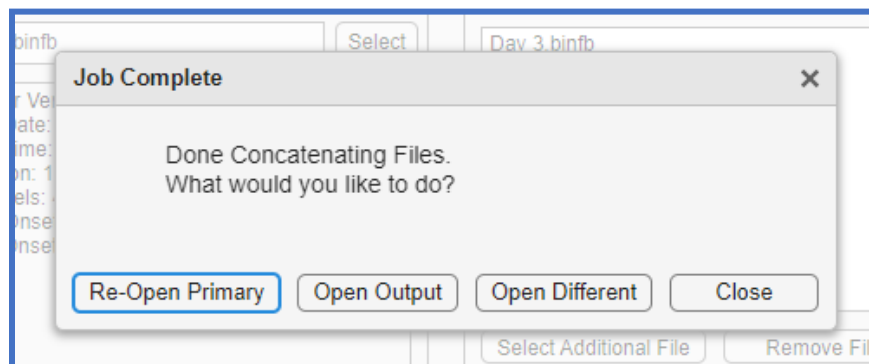 binfb
Select
Day 3.binfb
Job Complete
Done Concatenating Files.
What would you like to do?
Re-Open Primary
Open Output
Open Different
Close
Select Additional File
Remove